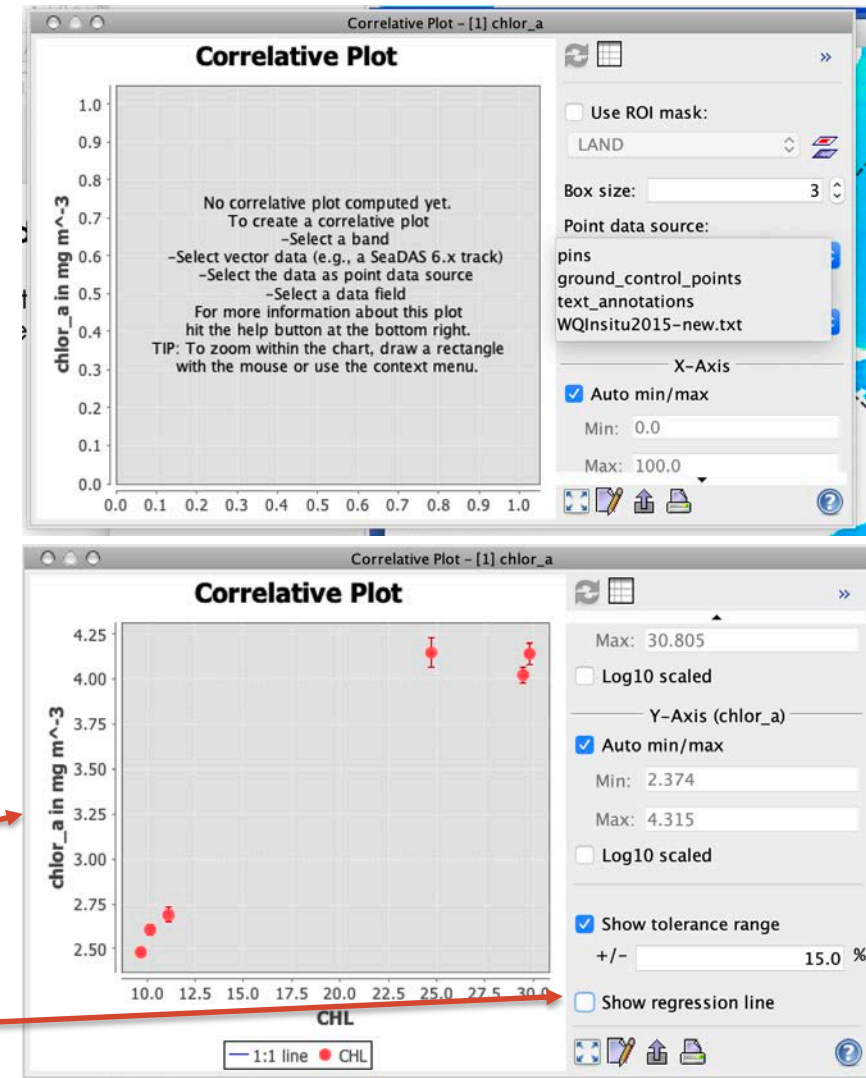 Correlative Plot - [1] chlor_a
Correlative Plot
1.0
0.9
0.8
0.7
0.6
0.5
0.4
0.3
0.2
0.1
0.0
chlor_a in mg m^-3
No correlative plot computed yet.
To create a correlative plot
-Select a band
-Select vector data (e.g., a SeaDAS 6.x track)
-Select the data as point data source
-Select a data field
For more information about this plot
hit the help button at the bottom right.
TIP: To zoom within the chart, draw a rectangle
with the mouse or use the context menu.
0.0 0.1 0.2 0.3 0.4 0.5 0.6 0.7 0.8 0.9 1.0
»
Use ROI mask:
LAND
Box size: 3
Point data source:
pins
ground_control_points
text_annotations
WQInsitu2015-new.txt
X-Axis
Auto min/max
Min: 0.0
Max: 100.0
?
Correlative Plot - [1] chlor_a
Correlative Plot
4.25
4.00
3.75
3.50
3.25
3.00
2.75
2.50
chlor_a in mg m^-3
10.0 12.5 15.0 17.5 20.0 22.5 25.0 27.5 30.0
CHL
1:1 line CHL
»
Max: 30.805
Log10 scaled
Y-Axis (chlor_a)
Auto min/max
Min: 2.374
Max: 4.315
Log10 scaled
Show tolerance range
+/- 15.0 %
Show regression line
?